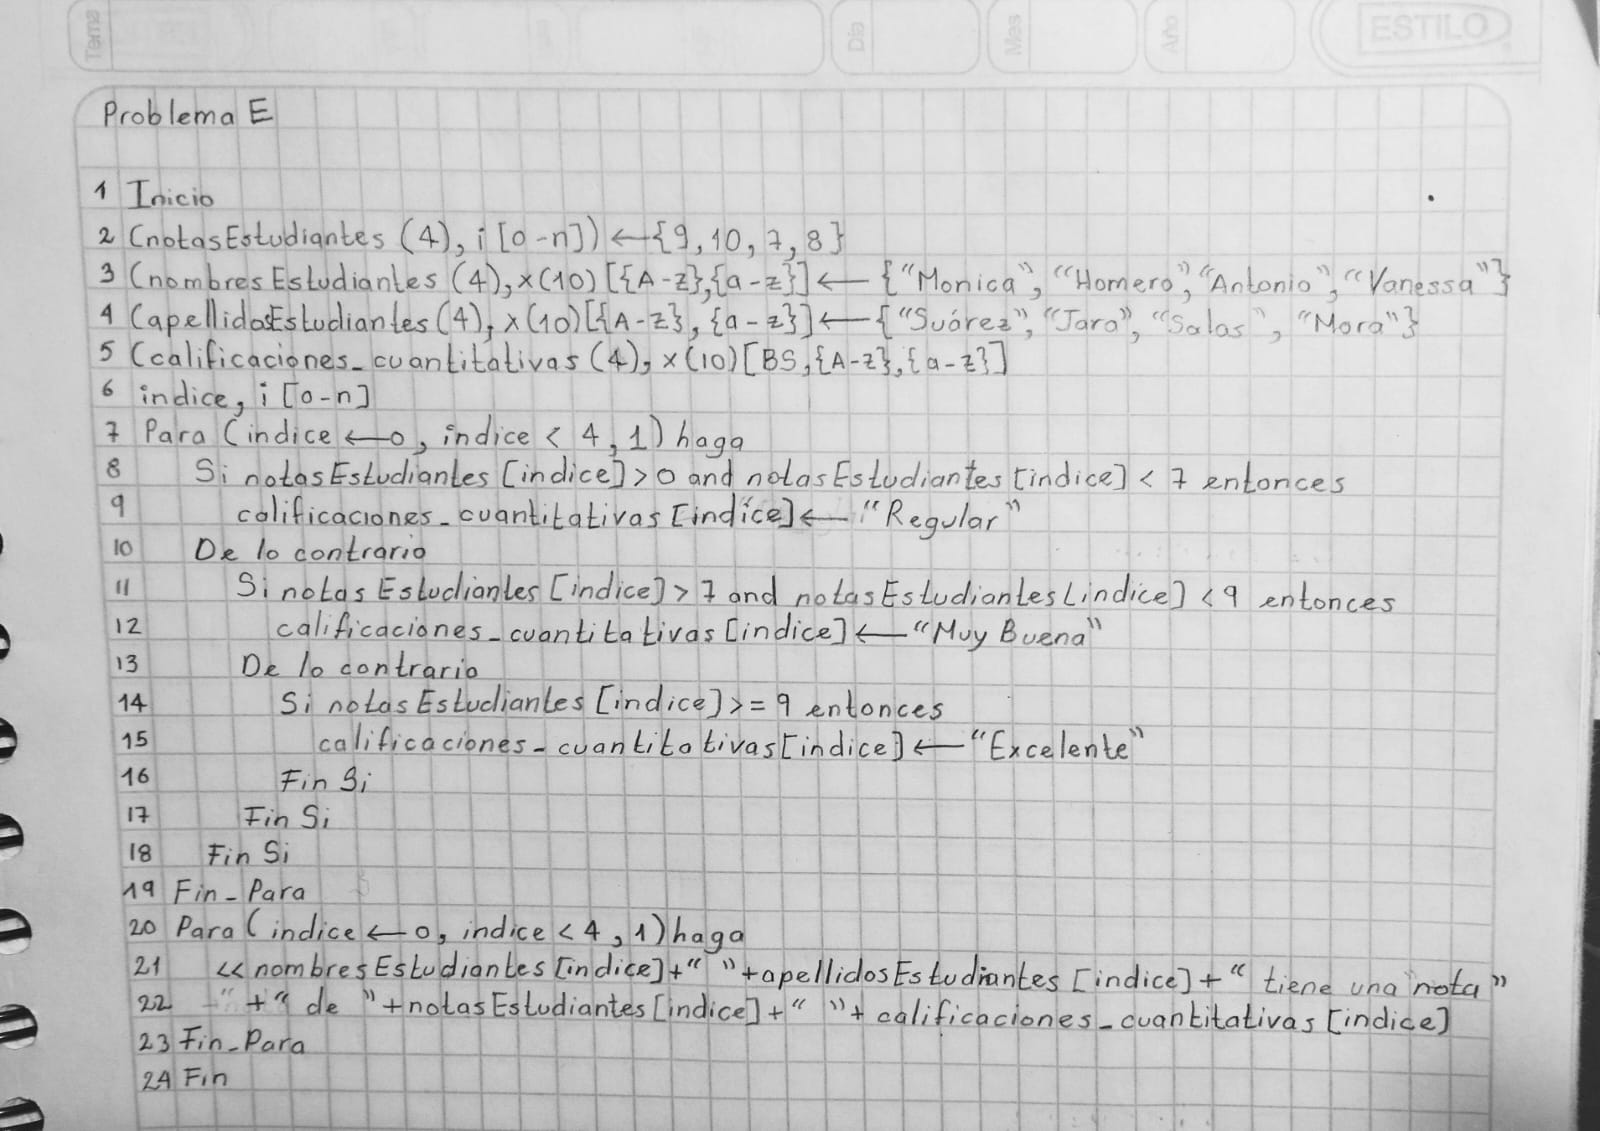 Tema
Dia
Mes
Año
ESTILO
Problema E
1 Inicio
2 (notasEstudiantes (4), i [0-n]) ← {9, 10, 7, 8}
3 (nombresEstudiantes (4), x(10) [{A-z},{a-z}] ← {"Monica", "Homero", "Antonio", "Vanessa"}
4 (apellidosEstudiantes (4), x(10)[{A-z}, {a-z}] ← {"Suárez", "Jara", "Salas", "Mora"}
5 (calificaciones_cuantitativas (4), x(10)[BS,{A-z},{a-z}]
6 indice, i [0-n]
7 Para (indice ← 0, indice < 4, 1) haga
8 Si notasEstudiantes [indice] > 0 and notasEstudiantes [indice] < 7 entonces
9 calificaciones_cuantitativas [indice] ← "Regular"
10 De lo contrario
11 Si notasEstudiantes [indice] > 7 and notasEstudiantes [indice] < 9 entonces
12 calificaciones_cuantitativas [indice] ← "Muy Buena"
13 De lo contrario
14 Si notasEstudiantes [indice] >= 9 entonces
15 calificaciones_cuantitativas [indice] ← "Excelente"
16 Fin Si
17 Fin Si
18 Fin Si
19 Fin_Para
20 Para (indice ← 0, indice < 4, 1) haga
21 << nombresEstudiantes [indice] + " " + apellidosEstudiantes [indice] + " tiene una nota"
22 + " de " + notasEstudiantes [indice] + " " + calificaciones_cuantitativas [indice]
23 Fin_Para
24 Fin